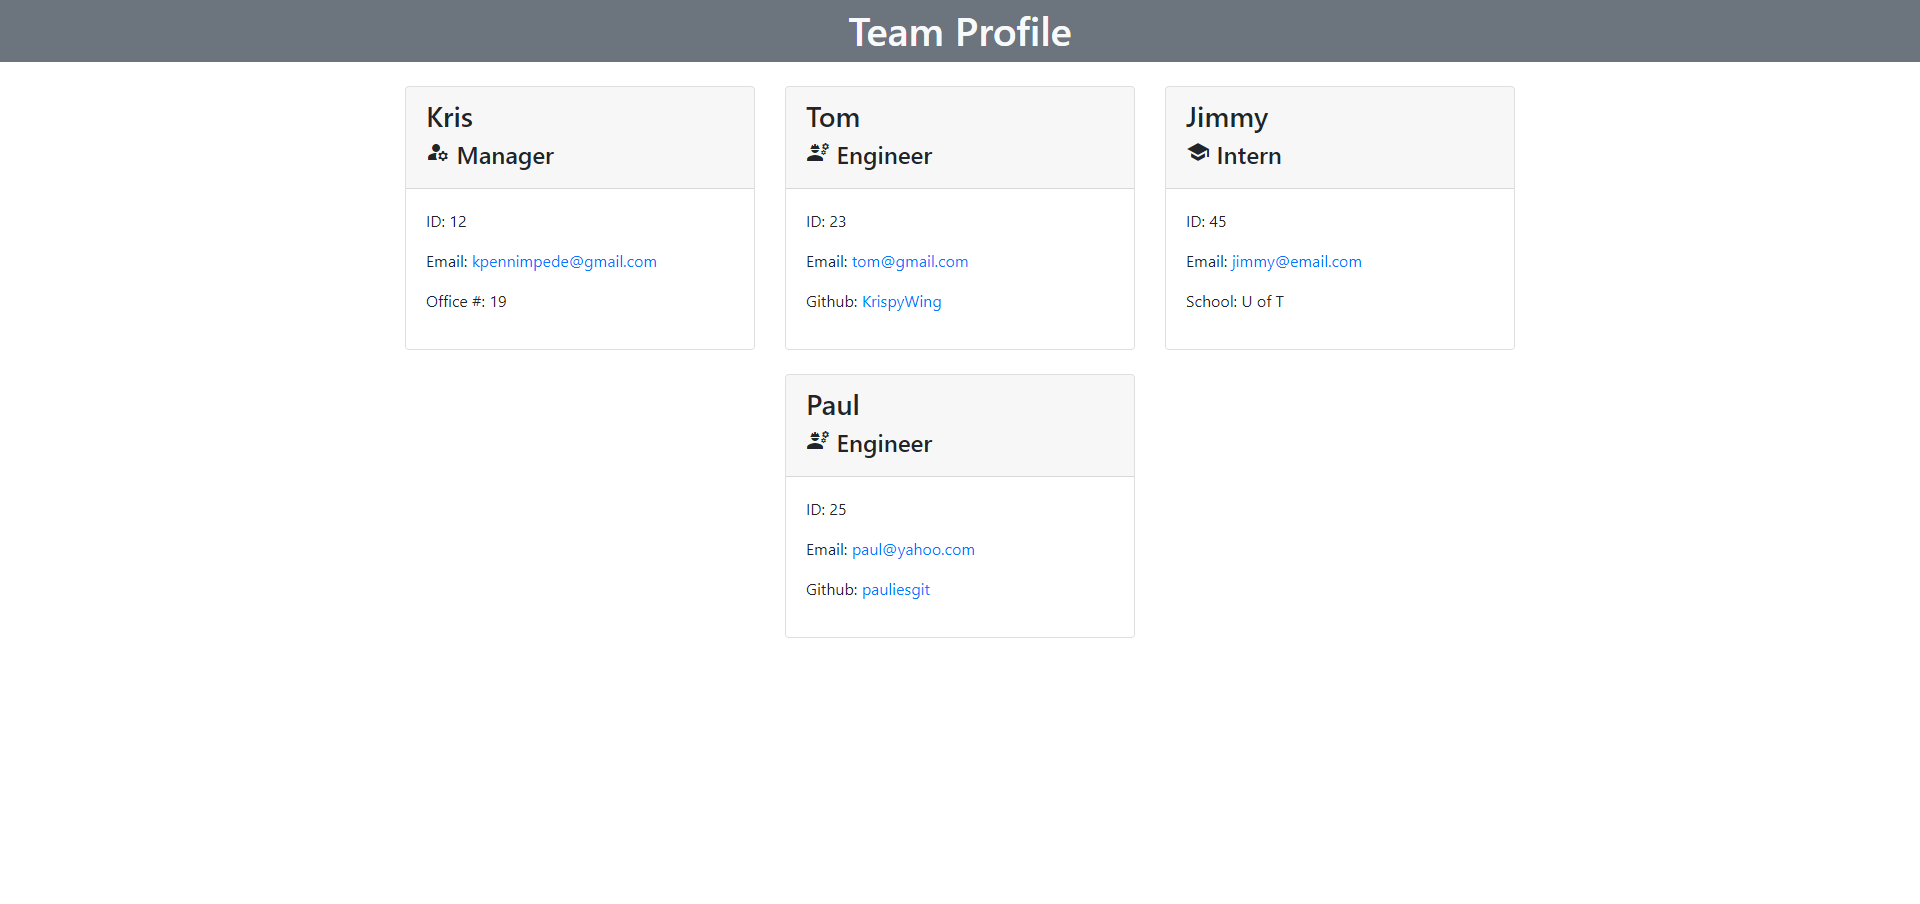 Team Profile
Kris
Manager
ID: 12
Email: kpennimpede@gmail.com
Office #: 19
Tom
Engineer
ID: 23
Email: tom@gmail.com
Github: KrispyWing
Jimmy
Intern
ID: 45
Email: jimmy@email.com
School: U of T
Paul
Engineer
ID: 25
Email: paul@yahoo.com
Github: pauliesgit